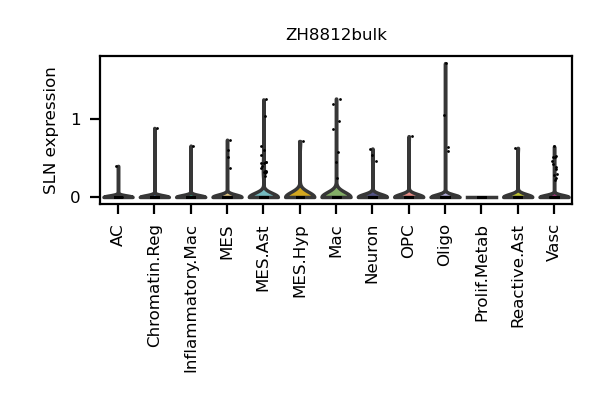 ZH8812bulk
SLN expression
1
0
AC
Chromatin.Reg
Inflammatory.Mac
MES
MES.Ast
MES.Hyp
Mac
Neuron
OPC
Oligo
Prolif.Metab
Reactive.Ast
Vasc